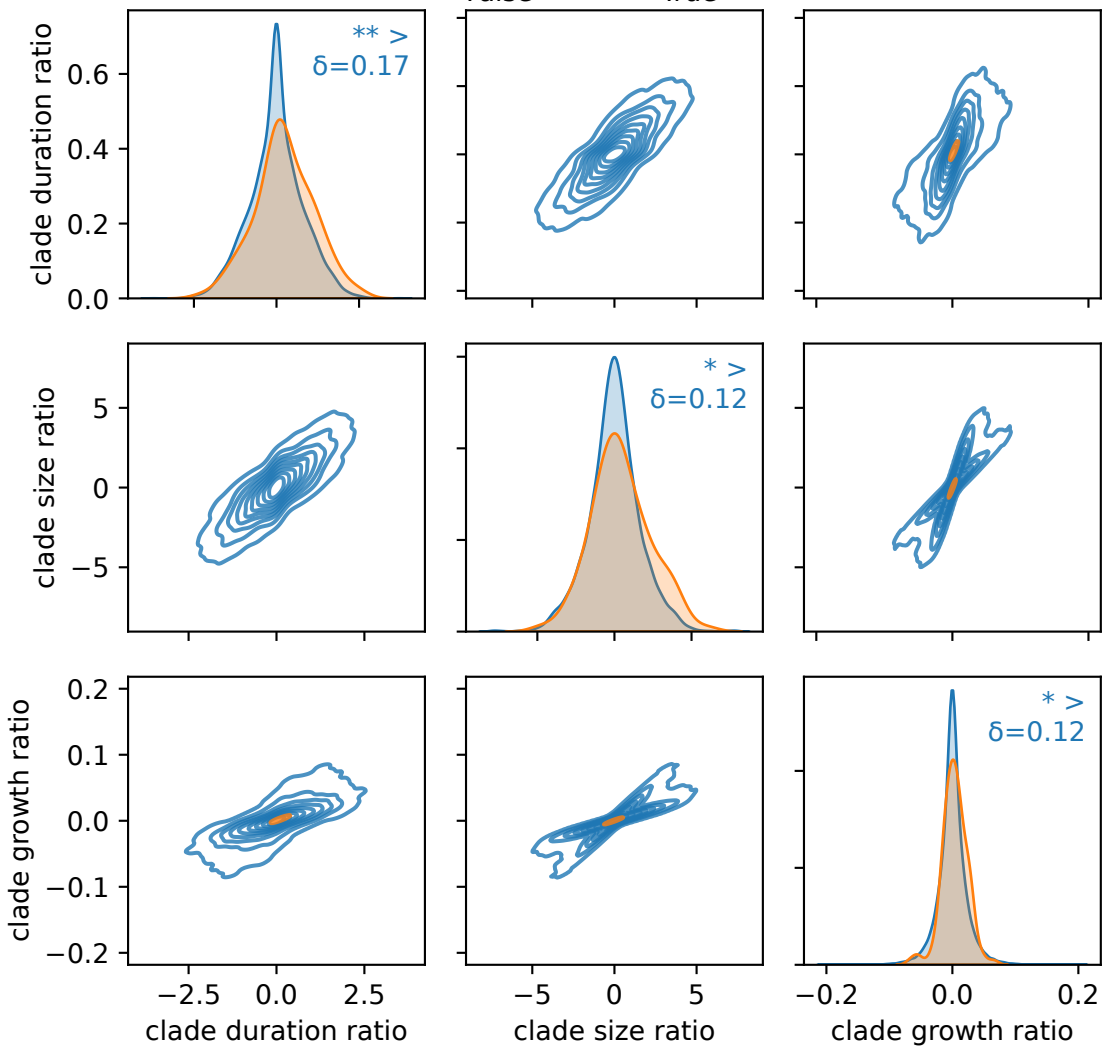 False True
clade duration ratio
0.6
0.4
0.2
0.0
** >
δ=0.17
clade size ratio
5
0
−5
* >
δ=0.12
clade growth ratio
0.2
0.1
0.0
−0.1
−0.2
* >
δ=0.12
−2.5 0.0 2.5
−5 0 5
−0.2 0.0 0.2
clade duration ratio
clade size ratio
clade growth ratio